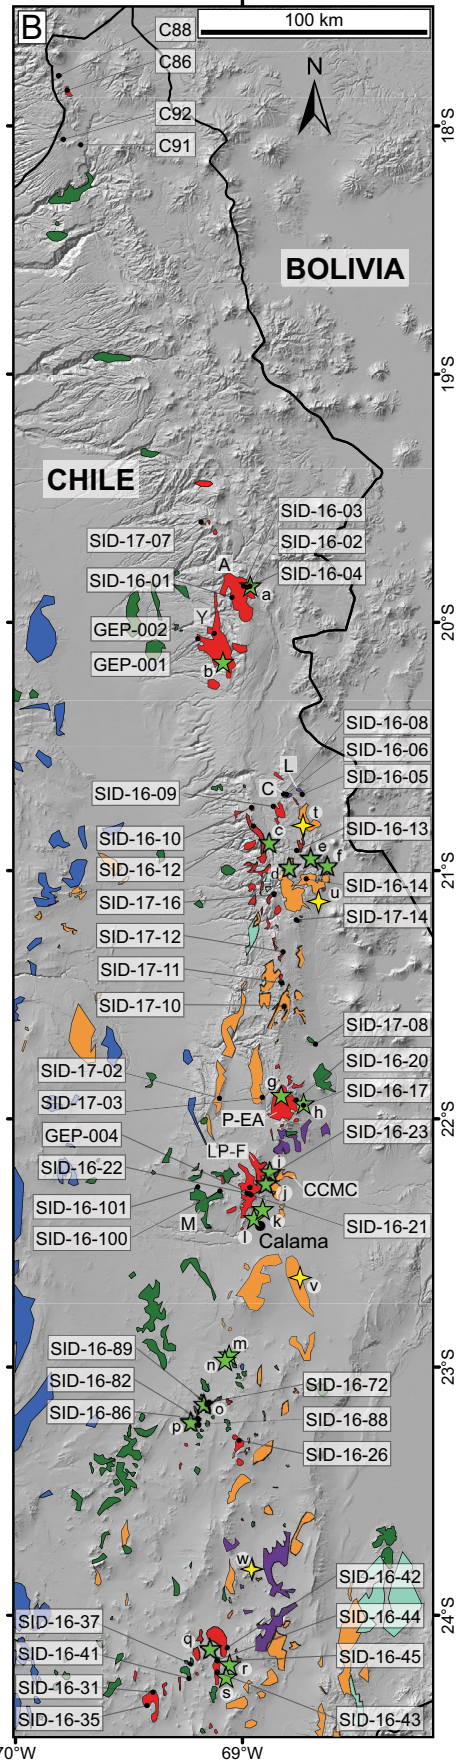 B
100 km
C88
C86
N
C92
C91
18°S
BOLIVIA
19°S
CHILE
SID-16-03
SID-17-07
SID-16-02
A
SID-16-04
SID-16-01
a
Y
GEP-002
20°S
GEP-001
b
SID-16-08
SID-16-06
L
SID-16-05
C
SID-16-09
t
SID-16-13
c
SID-16-10
e
f
SID-16-12
d
21°S
SID-16-14
u
SID-17-16
SID-17-14
SID-17-12
SID-17-11
SID-17-10
SID-17-08
SID-16-20
SID-17-02
g
SID-16-17
SID-17-03
h
P-EA
22°S
SID-16-23
GEP-004
LP-F
i
SID-16-22
j
CCMC
SID-16-101
M
k
SID-16-21
SID-16-100
l
Calama
v
m
SID-16-89
n
23°S
SID-16-82
SID-16-72
o
SID-16-86
p
SID-16-88
SID-16-26
w
SID-16-42
SID-16-37
SID-16-44
24°S
q
SID-16-41
SID-16-45
r
SID-16-31
s
SID-16-35
SID-16-43
70°W
69°W